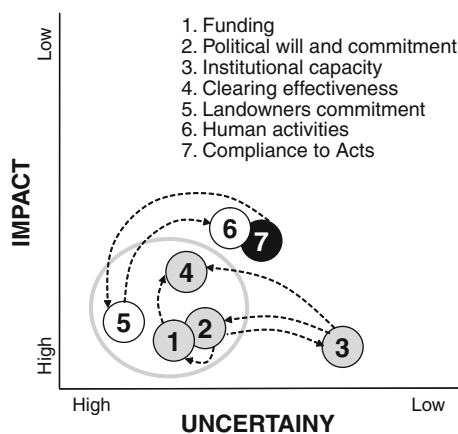 1. Funding
2. Political will and commitment
3. Institutional capacity
4. Clearing effectiveness
5. Landowners commitment
6. Human activities
7. Compliance to Acts
Low
IMPACT
High
6
7
4
5
1
2
3
High
Low
UNCERTAINY